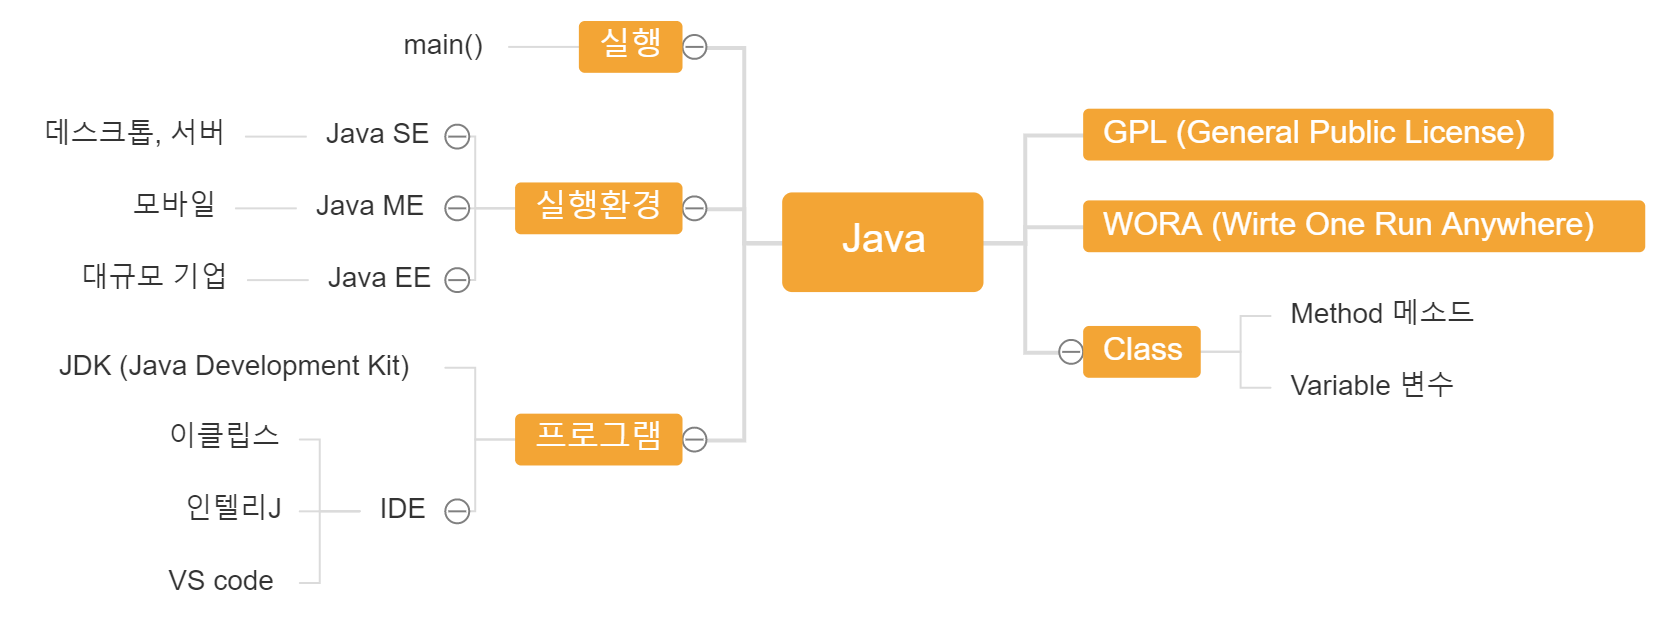 Java
실행
main()
실행환경
Java SE
데스크톱, 서버
Java ME
모바일
Java EE
대규모 기업
프로그램
JDK (Java Development Kit)
IDE
이클립스
인텔리J
VS code
GPL (General Public License)
WORA (Wirte One Run Anywhere)
Class
Method 메소드
Variable 변수